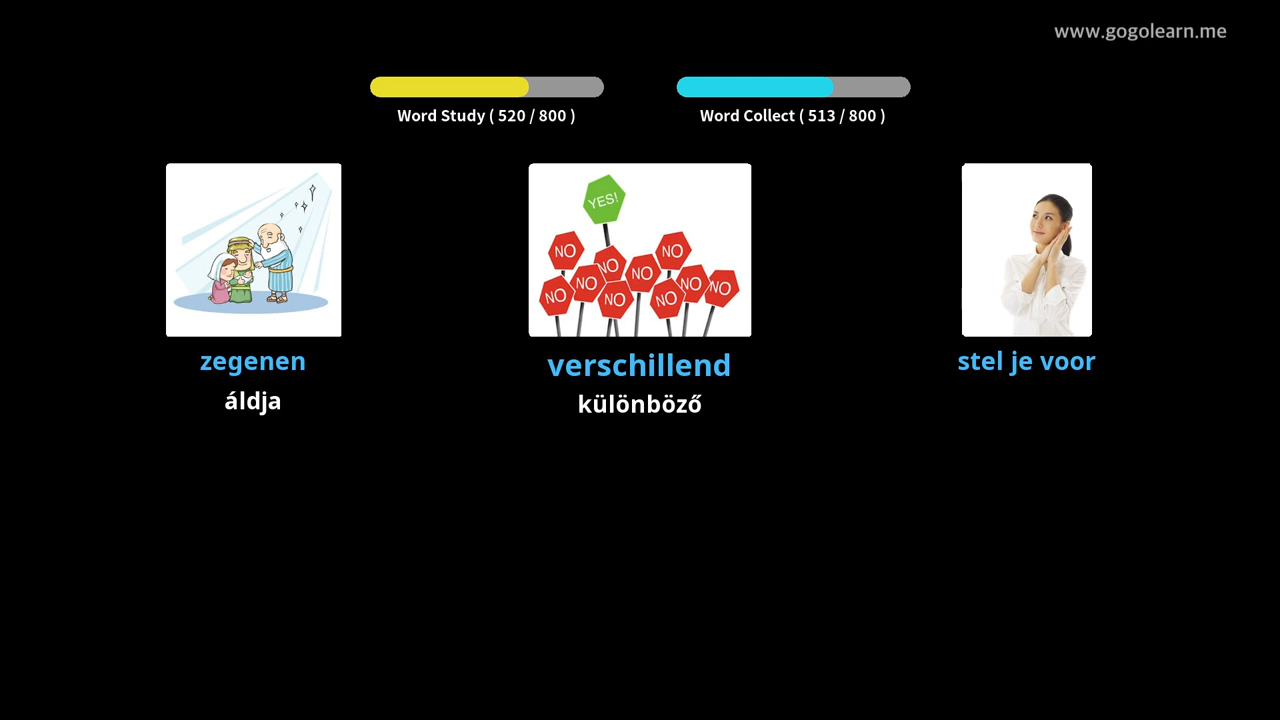 www.gogolearn.me
Word Study ( 520 / 800 )
Word Collect ( 513 / 800 )
YES!
NO
NO
NO
NO
NO
NO
NO
NO
NO
NO
zegenen
verschillend
stel je voor
áldja
különböző